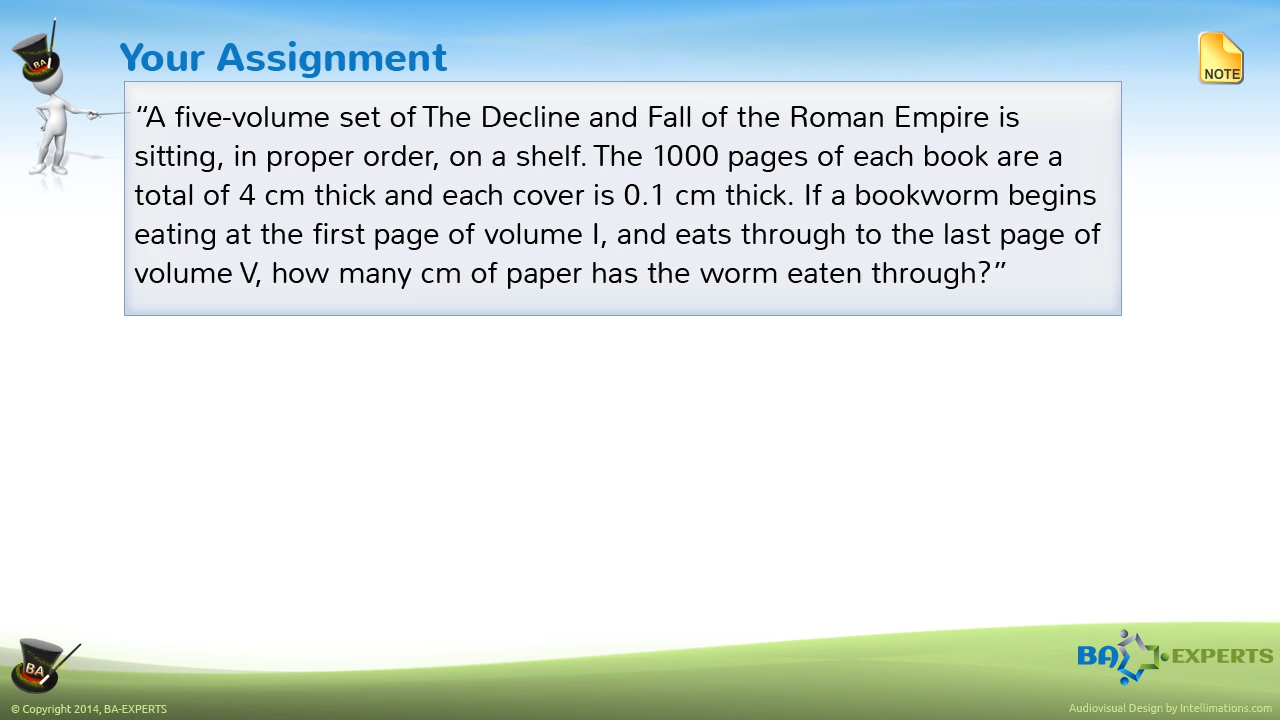 BA
Your Assignment
NOTE
“A five-volume set of The Decline and Fall of the Roman Empire is
sitting, in proper order, on a shelf. The 1000 pages of each book are a
total of 4 cm thick and each cover is 0.1 cm thick. If a bookworm begins
eating at the first page of volume I, and eats through to the last page of
volume V, how many cm of paper has the worm eaten through?”
BA
BA EXPERTS
© Copyright 2014, BA-EXPERTS
Audiovisual Design by Intellimations.com